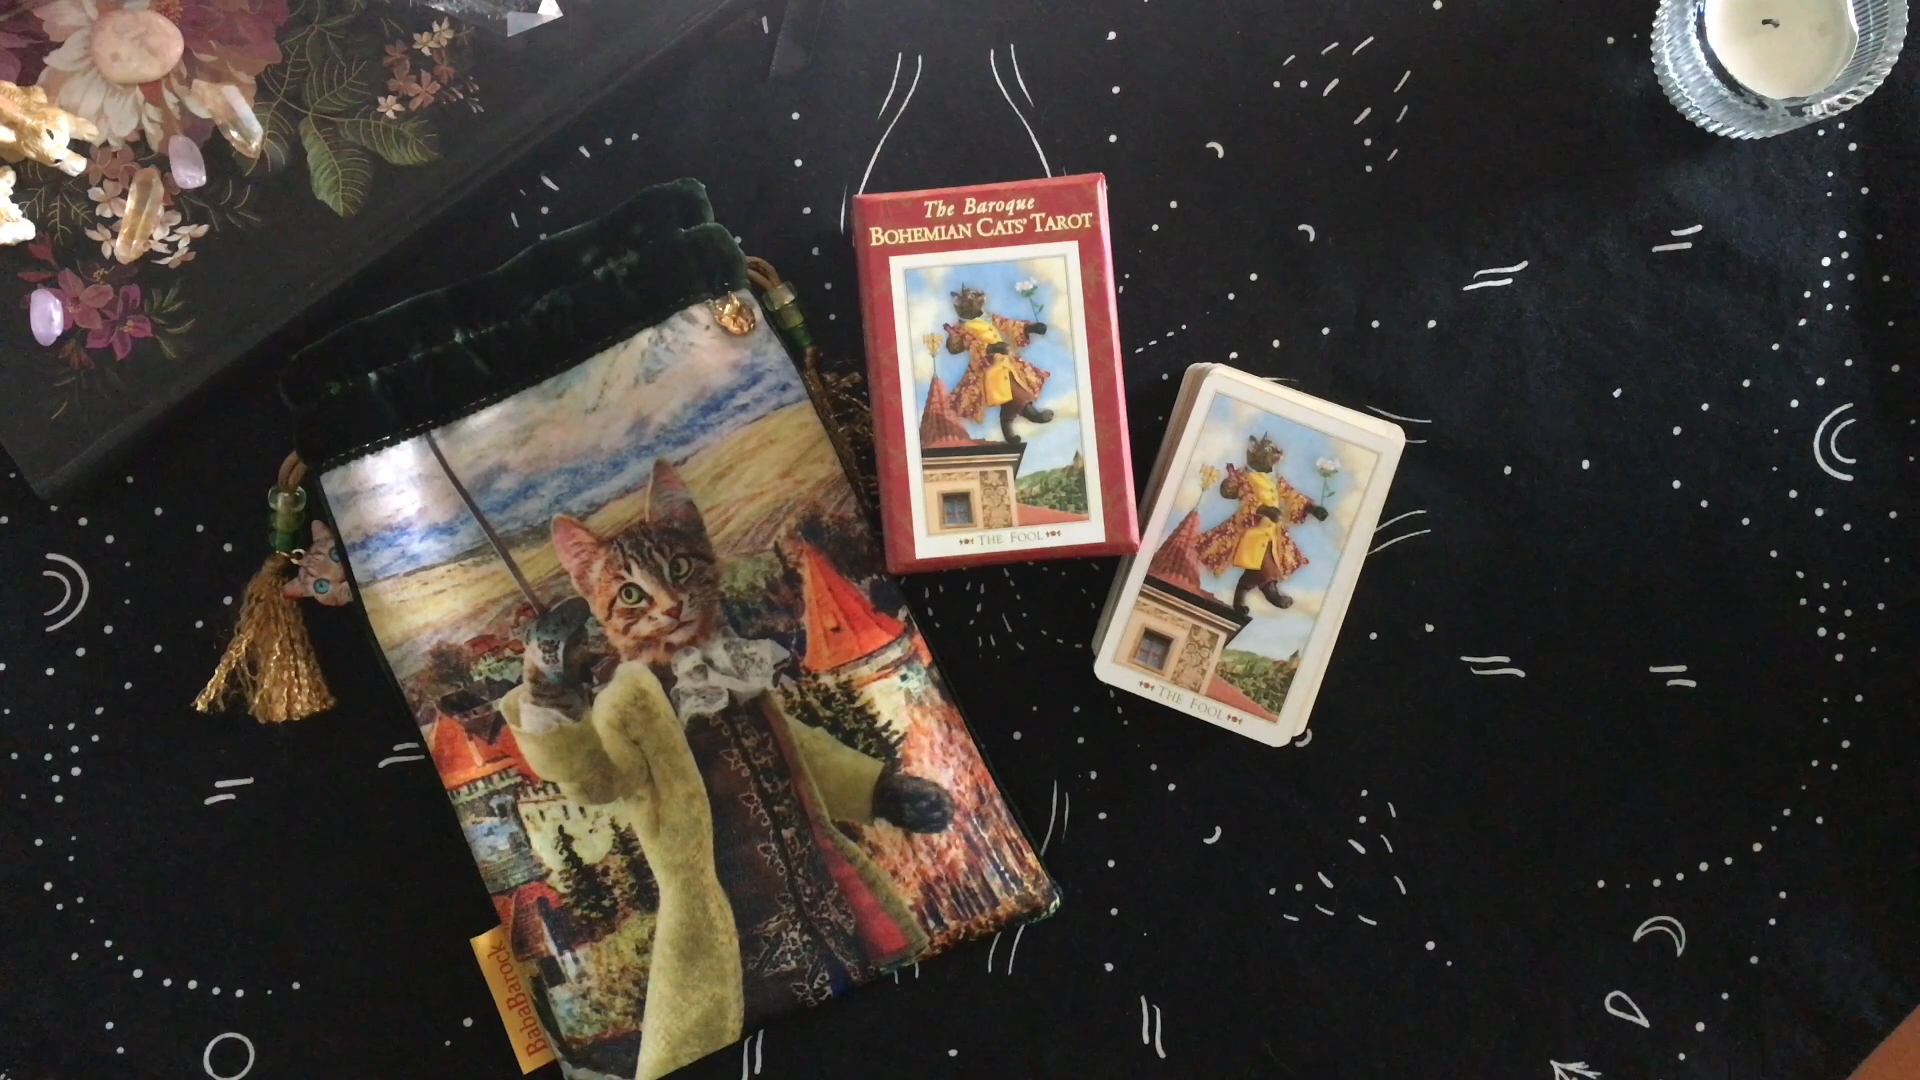 The Baroque
BOHEMIAN CATS' TAROT
THE FOOL
THE FOOL
BabaBarock